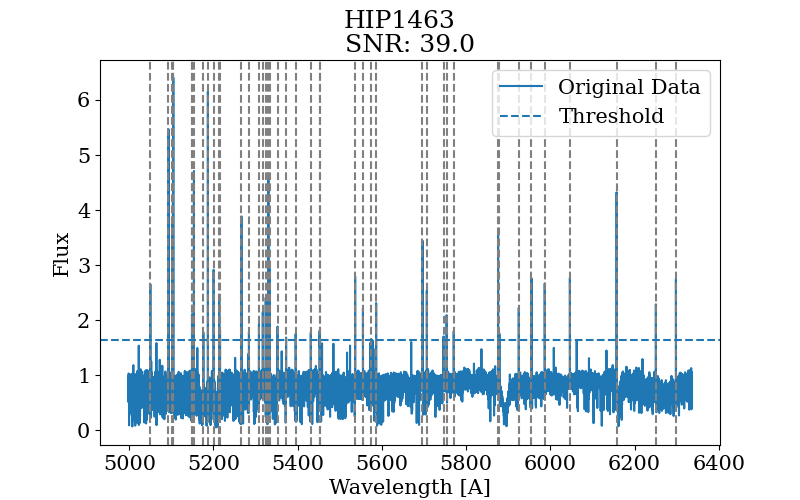 HIP1463
SNR: 39.0
Original Data
Threshold
Flux
6
5
4
3
2
1
0
5000 5200 5400 5600 5800 6000 6200 6400
Wavelength [A]